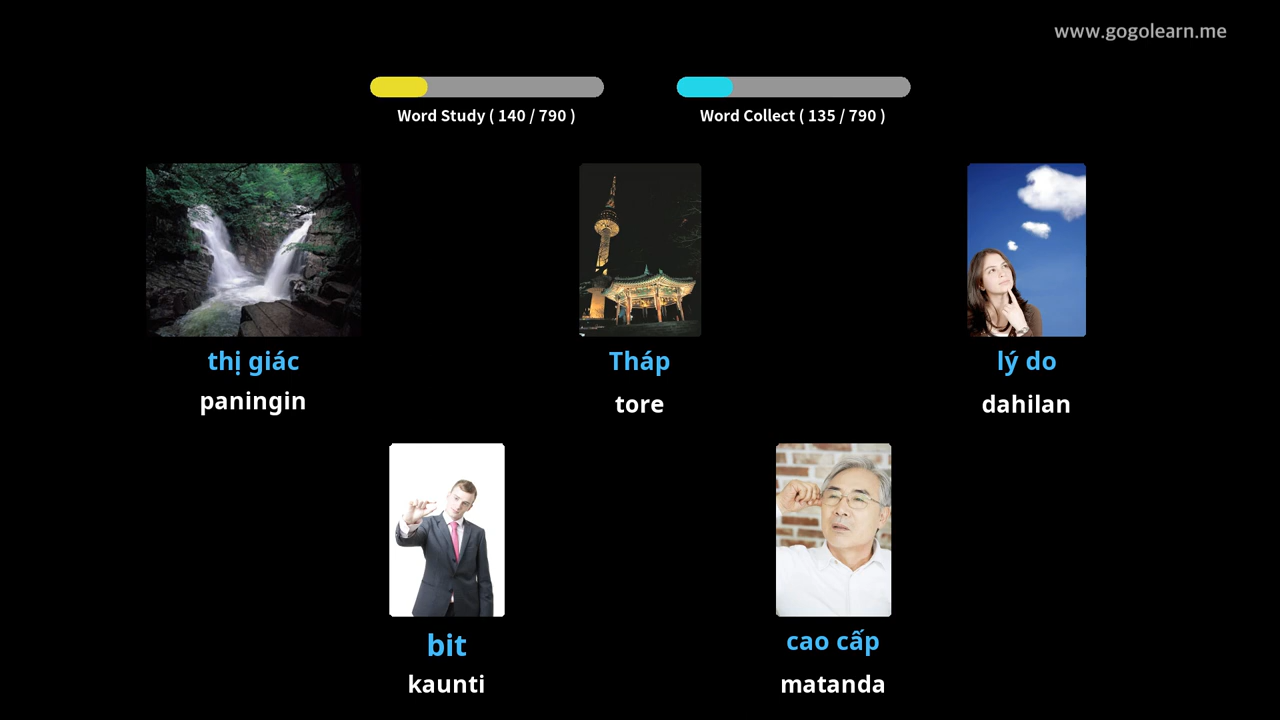 www.gogolearn.me
Word Study ( 140 / 790 )
Word Collect ( 135 / 790 )
thị giác
paningin
Tháp
tore
lý do
dahilan
bit
kaunti
cao cấp
matanda